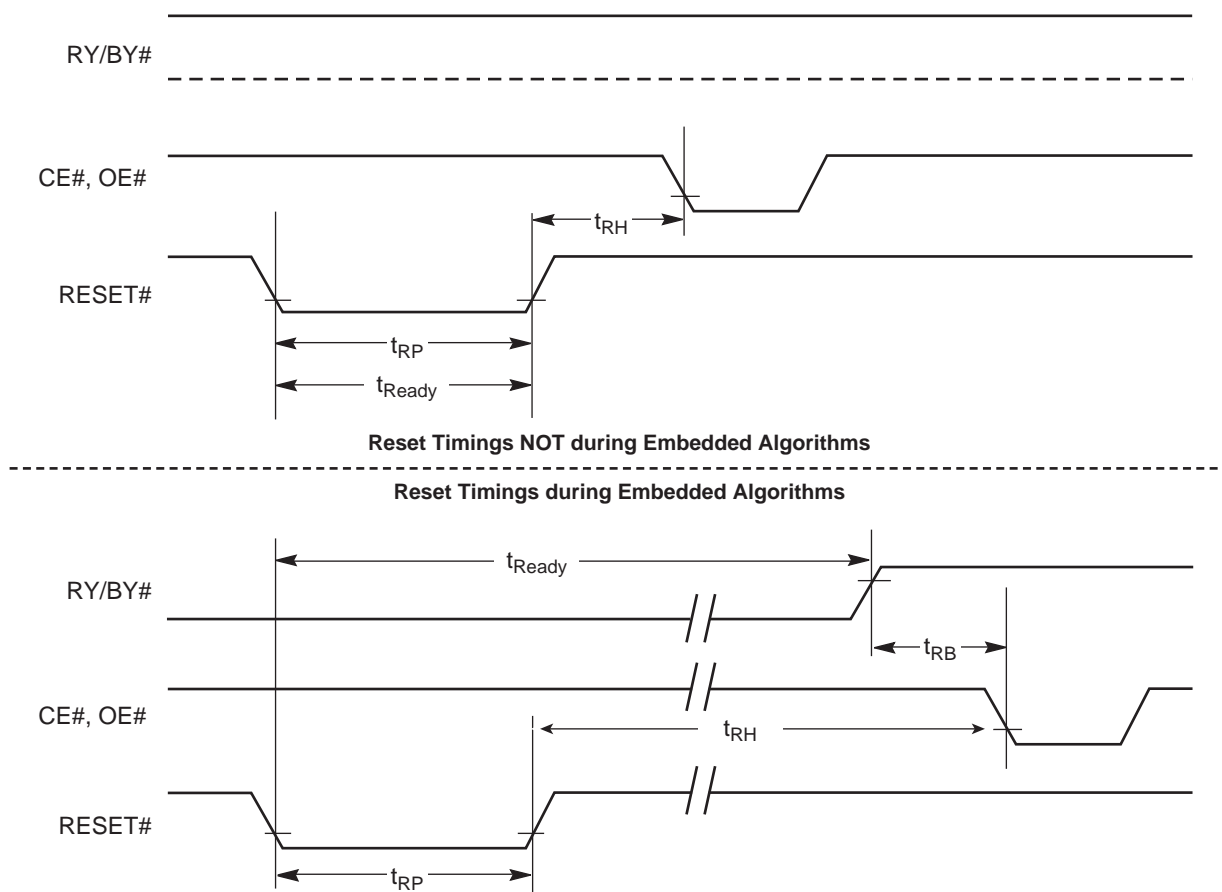 RY/BY#
CE#, OE#
tRH
RESET#
tRP
tReady
Reset Timings NOT during Embedded Algorithms
Reset Timings during Embedded Algorithms
tReady
RY/BY#
tRB
CE#, OE#
tRH
RESET#
tRP